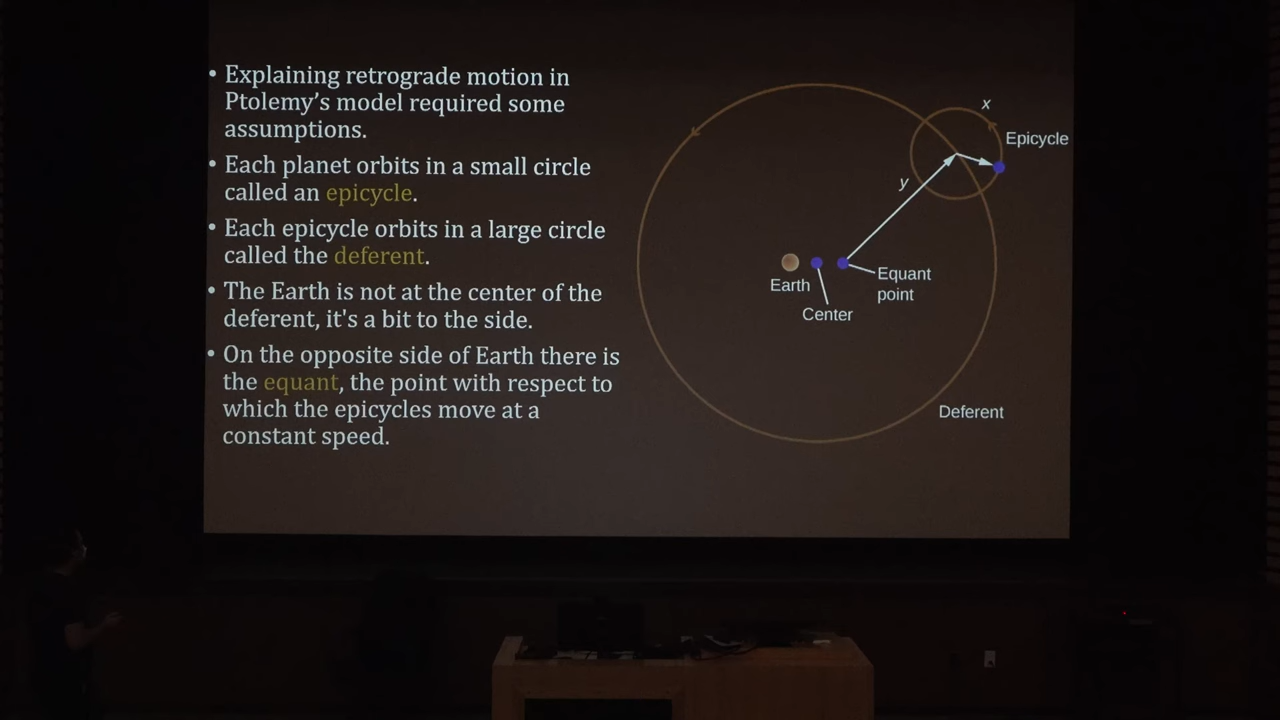 • Explaining retrograde motion in
Ptolemy’s model required some
assumptions.
• Each planet orbits in a small circle
called an epicycle.
• Each epicycle orbits in a large circle
called the deferent.
• The Earth is not at the center of the
deferent, it's a bit to the side.
• On the opposite side of Earth there is
the equant, the point with respect to
which the epicycles move at a
constant speed.
x
Epicycle
y
Earth
Center
Equant
point
Deferent